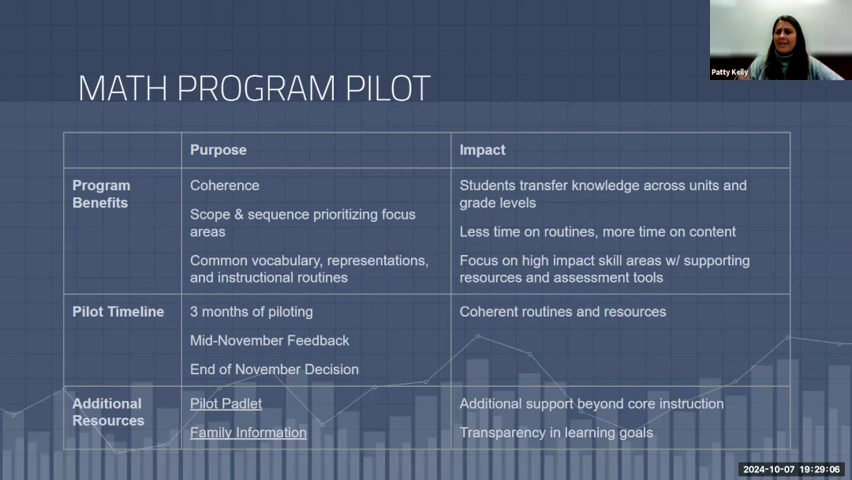 Patty Kelly
MATH PROGRAM PILOT
Purpose
Impact
Program
Benefits
Coherence
Scope & sequence prioritizing focus
areas
Common vocabulary, representations,
and instructional routines
Students transfer knowledge across units and
grade levels
Less time on routines, more time on content
Focus on high impact skill areas w/ supporting
resources and assessment tools
Pilot Timeline
3 months of piloting
Mid-November Feedback
End of November Decision
Coherent routines and resources
Additional
Resources
Pilot Padlet
Family Information
Additional support beyond core instruction
Transparency in learning goals
2024-10-07 19:29:06